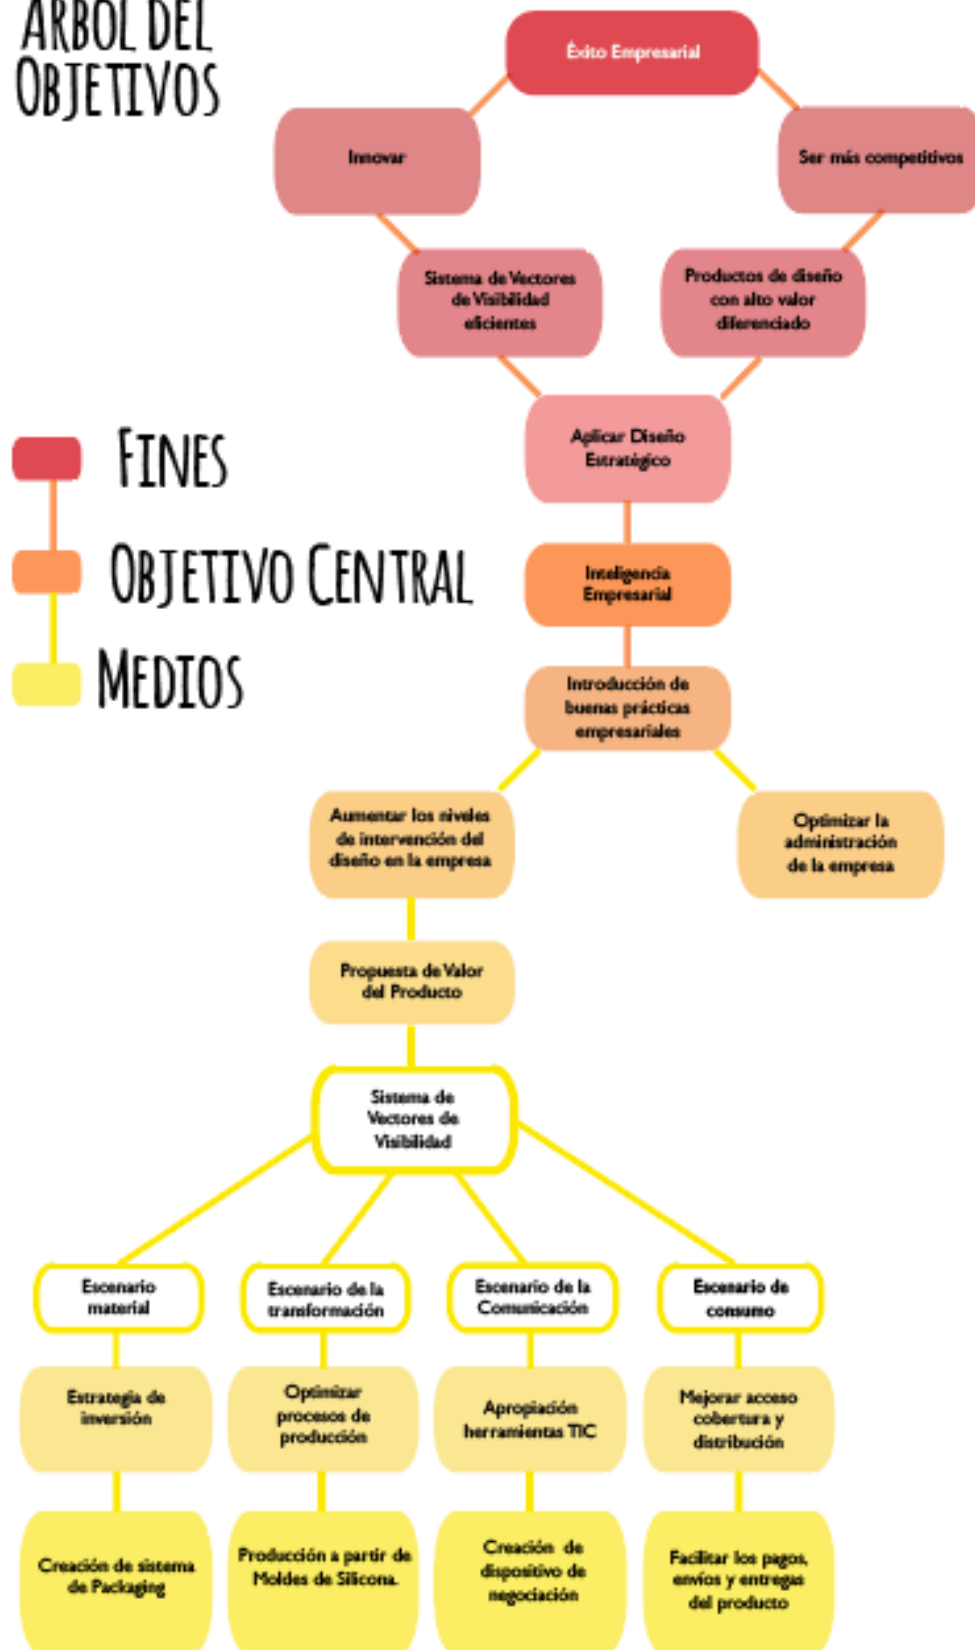 ÁRBOL DEL
OBJETIVOS
Éxito Empresarial
Innovar
Ser más competitivos
Sistema de Vectores
de Visibilidad
eficientes
Productos de diseño
con alto valor
diferenciado
Aplicar Diseño
Estratégico
FINES
OBJETIVO CENTRAL
MEDIOS
Inteligencia
Empresarial
Introducción de
buenas prácticas
empresariales
Aumentar los niveles
de intervención del
diseño en la empresa
Optimizar la
administración
de la empresa
Propuesta de Valor
del Producto
Sistema de
Vectores de
Visibilidad
Escenario
material
Escenario de la
transformación
Escenario de la
Comunicación
Escenario de
consumo
Estrategia de
inversión
Optimizar
procesos de
producción
Apropiación
herramientas TIC
Mejorar acceso
cobertura y
distribución
Creación de sistema
de Packaging
Producción a partir de
Moldes de Silicona.
Creación de
dispositivo de
negociación
Facilitar los pagos,
envíos y entregas
del producto